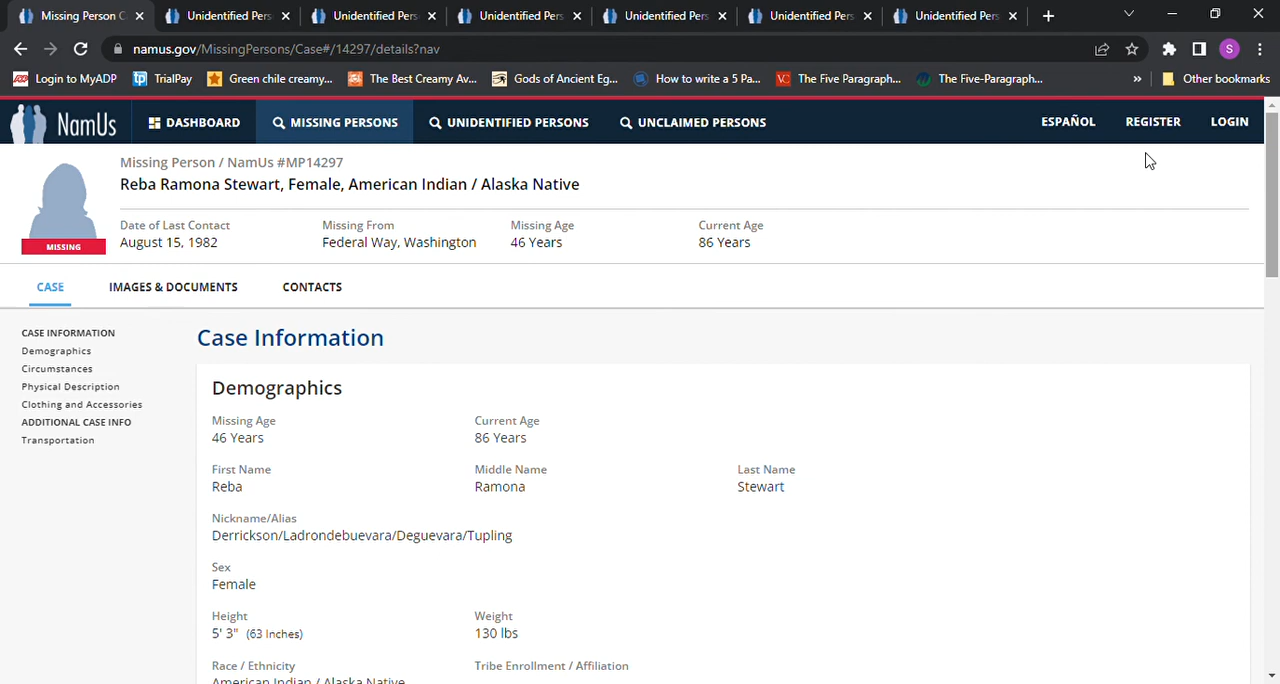 Missing Person C
Unidentified Pers
Unidentified Pers
Unidentified Pers
Unidentified Pers
Unidentified Pers
Unidentified Pers
namus.gov/MissingPersons/Case#/14297/details?nav
S
Login to MyADP
tp TrialPay
Green chile creamy...
The Best Creamy Av...
Gods of Ancient Eg...
How to write a 5 Pa...
VC The Five Paragraph...
The Five-Paragraph...
»
Other bookmarks
NamUs
DASHBOARD
MISSING PERSONS
UNIDENTIFIED PERSONS
UNCLAIMED PERSONS
ESPAÑOL
REGISTER
LOGIN
Missing Person / NamUs #MP14297
Reba Ramona Stewart, Female, American Indian / Alaska Native
MISSING
Date of Last Contact
August 15, 1982
Missing From
Federal Way, Washington
Missing Age
46 Years
Current Age
86 Years
CASE
IMAGES & DOCUMENTS
CONTACTS
CASE INFORMATION
Demographics
Circumstances
Physical Description
Clothing and Accessories
ADDITIONAL CASE INFO
Transportation
Case Information
Demographics
Missing Age
46 Years
Current Age
86 Years
First Name
Reba
Middle Name
Ramona
Last Name
Stewart
Nickname/Alias
Derrickson/Ladrondebuevara/Deguevara/Tupling
Sex
Female
Height
5' 3" (63 Inches)
Weight
130 lbs
Race / Ethnicity
American Indian / Alaska Native
Tribe Enrollment / Affiliation